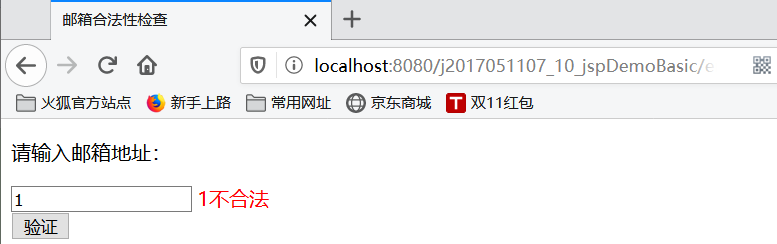 邮箱合法性检查
localhost:8080/j2017051107_10_jspDemoBasic/e
火狐官方站点 新手上路 常用网址 京东商城 T 双11红包
请输入邮箱地址：
1 1不合法
验证